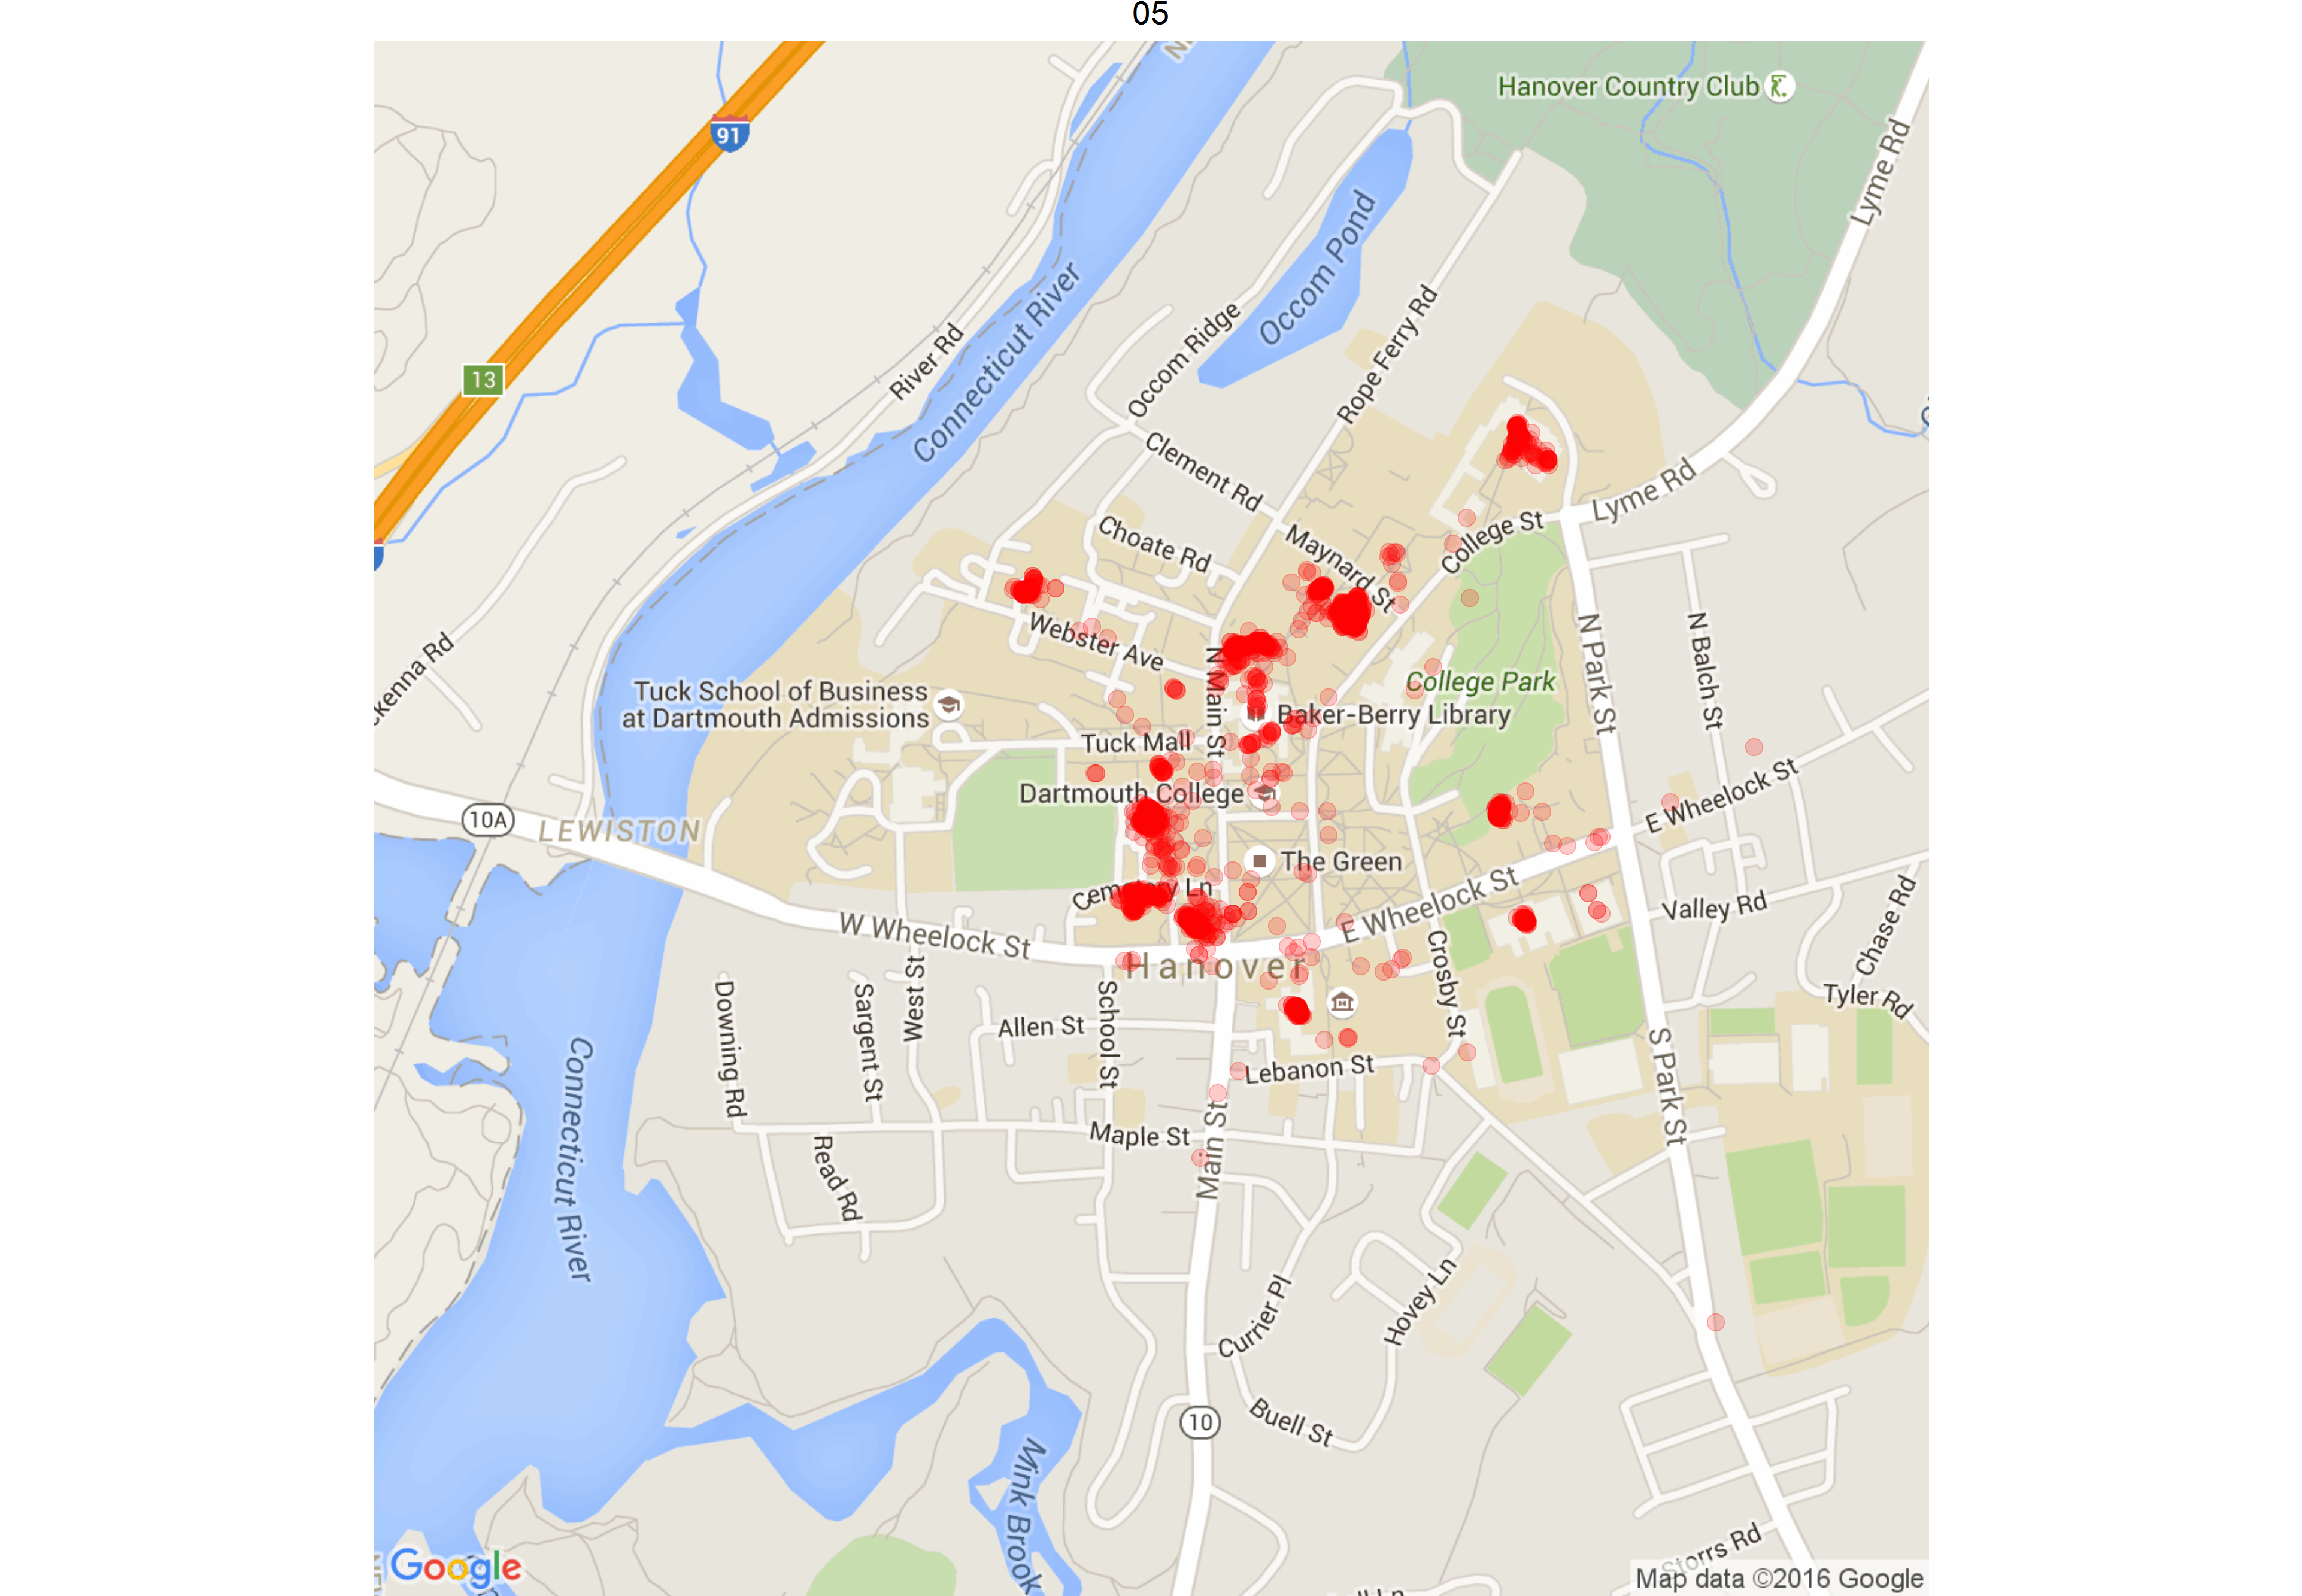 05
Hanover Country Club
91
Lyme Rd
Occom Pond
Connecticut River
River Rd
13
Occom Ridge
Rope Ferry Rd
Clement Rd
Lyme Rd
College St
Choate Rd
Maynard St
Webster Ave
N Main St
N Park St
N Balch St
College Park
Tuck School of Business
at Dartmouth Admissions
Baker-Berry Library
Tuck Mall
Dartmouth College
10A
LEWISTON
E Wheelock St
The Green
Cemetery Ln
W Wheelock St
E Wheelock St
Valley Rd
Chase Rd
Hanover
Crosby St
Tyler Rd
West St
Sargent St
Downing Rd
School St
Allen St
Lebanon St
S Park St
Connecticut River
Maple St
Main St
Read Rd
Currier Pl
Hovey Ln
Buell St
10
Mink Brook
Storrs Rd
Google
Map data ©2016 Google